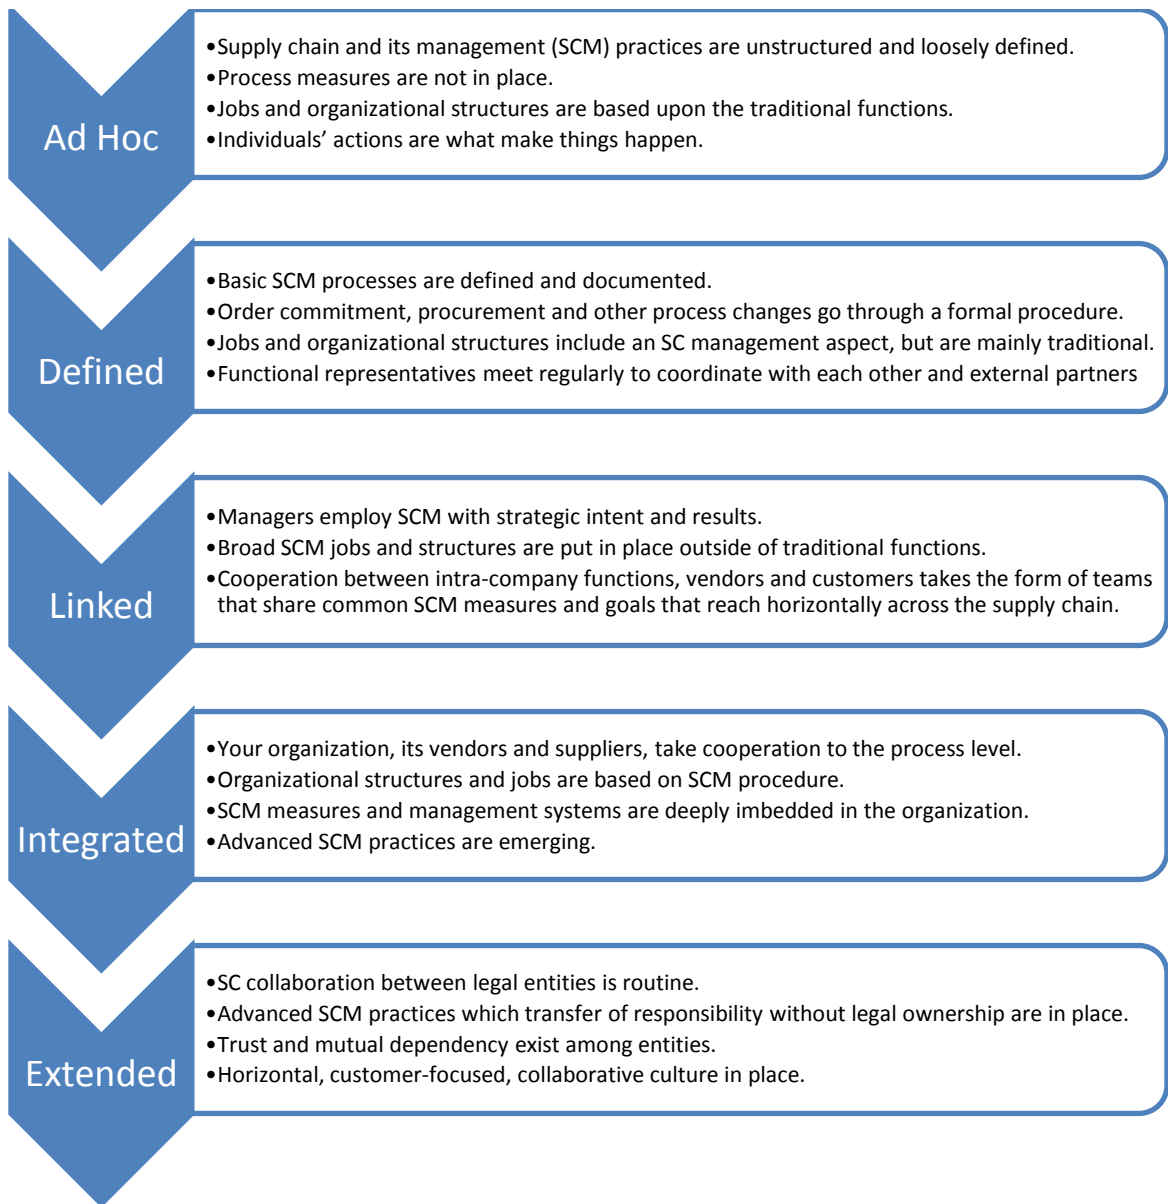 Ad Hoc
•Supply chain and its management (SCM) practices are unstructured and loosely defined.
•Process measures are not in place.
•Jobs and organizational structures are based upon the traditional functions.
•Individuals’ actions are what make things happen.
Defined
•Basic SCM processes are defined and documented.
•Order commitment, procurement and other process changes go through a formal procedure.
•Jobs and organizational structures include an SC management aspect, but are mainly traditional.
•Functional representatives meet regularly to coordinate with each other and external partners
Linked
•Managers employ SCM with strategic intent and results.
•Broad SCM jobs and structures are put in place outside of traditional functions.
•Cooperation between intra-company functions, vendors and customers takes the form of teams
that share common SCM measures and goals that reach horizontally across the supply chain.
Integrated
•Your organization, its vendors and suppliers, take cooperation to the process level.
•Organizational structures and jobs are based on SCM procedure.
•SCM measures and management systems are deeply imbedded in the organization.
•Advanced SCM practices are emerging.
Extended
•SC collaboration between legal entities is routine.
•Advanced SCM practices which transfer of responsibility without legal ownership are in place.
•Trust and mutual dependency exist among entities.
•Horizontal, customer-focused, collaborative culture in place.